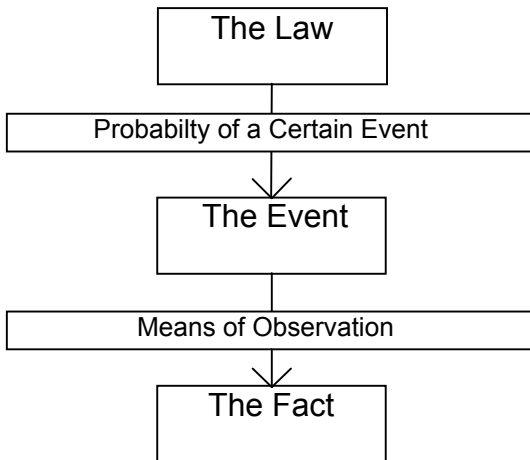 The Law
Probabilty of a Certain Event
The Event
Means of Observation
The Fact